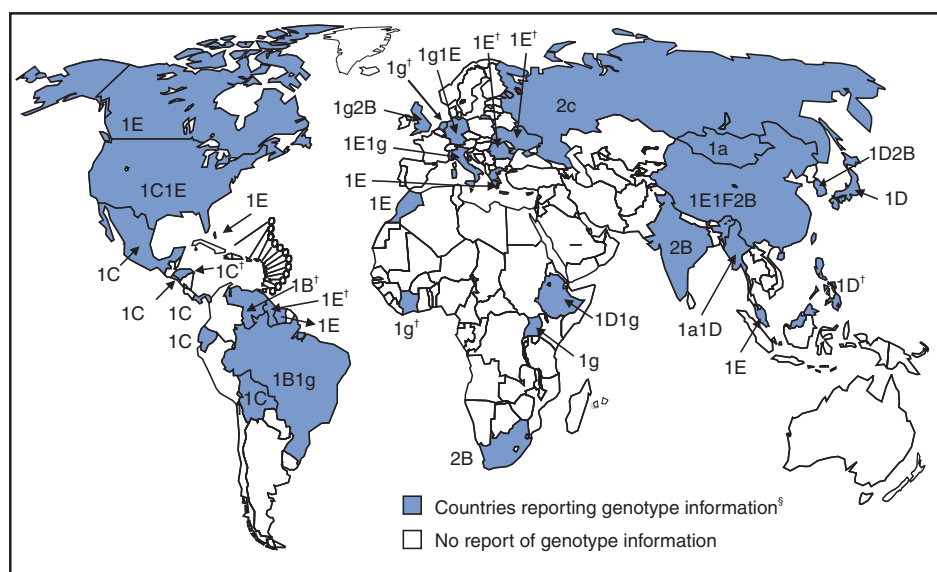 1E† 1E†
1g† 1g1E
1g2B
2c
1E
1a
1D2B
1E1g
1C1E
1E
1E
1E1F2B
1D
1E
2B
1C
1C†
1B†
1D†
1C
1C
1E†
1g†
1D1g
1a1D
1E
1C
1g
1E
1B1g
1C
2B
Countries reporting genotype information§
No report of genotype information